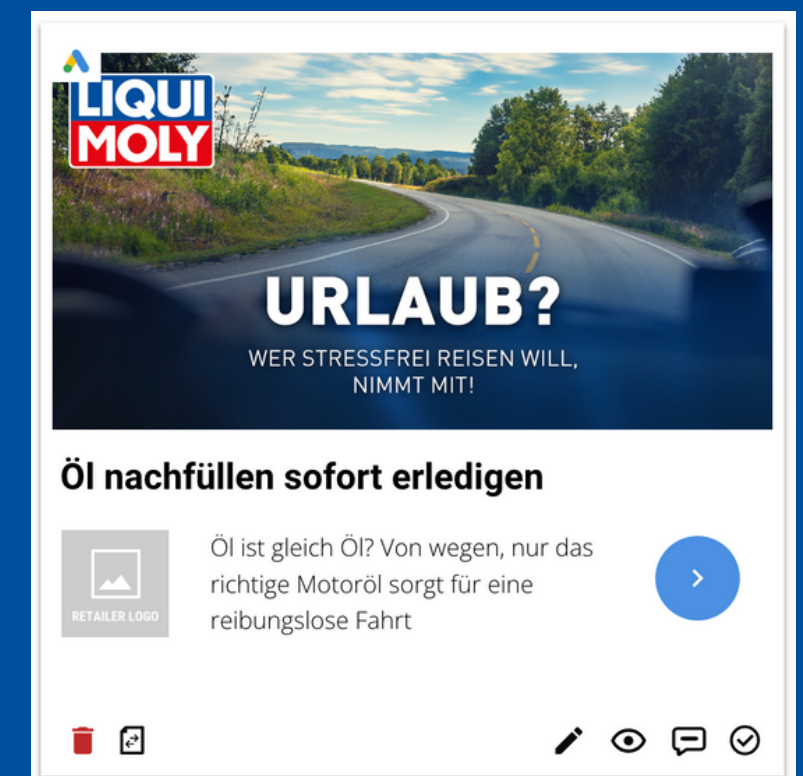 LIQUI
MOLY
URLAUB?
WER STRESSFREI REISEN WILL,
NIMMT MIT!
Öl nachfüllen sofort erledigen
Öl ist gleich Öl? Von wegen, nur das
richtige Motoröl sorgt für eine
reibungslose Fahrt
RETAILER LOGO